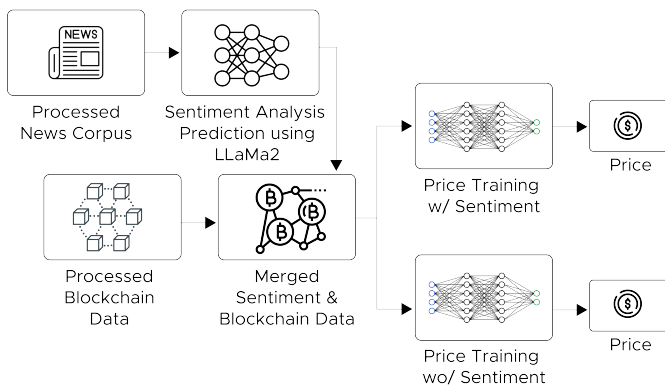 NEWS
Processed
News Corpus
Sentiment Analysis
Prediction using
LLaMa2
Processed
Blockchain
Data
Merged
Sentiment &
Blockchain Data
Price Training
w/ Sentiment
Price
Price Training
wo/ Sentiment
Price